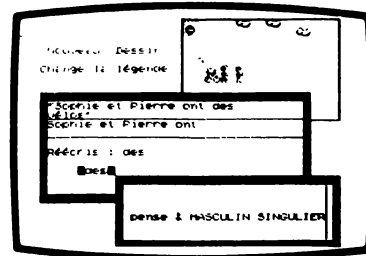 Nouveau Dessin
Change la légende
"Sophie et Pierre ont des
vélos"
Sophie et Pierre ont
Réécris : des
des
pense à MASCULIN SINGULIER